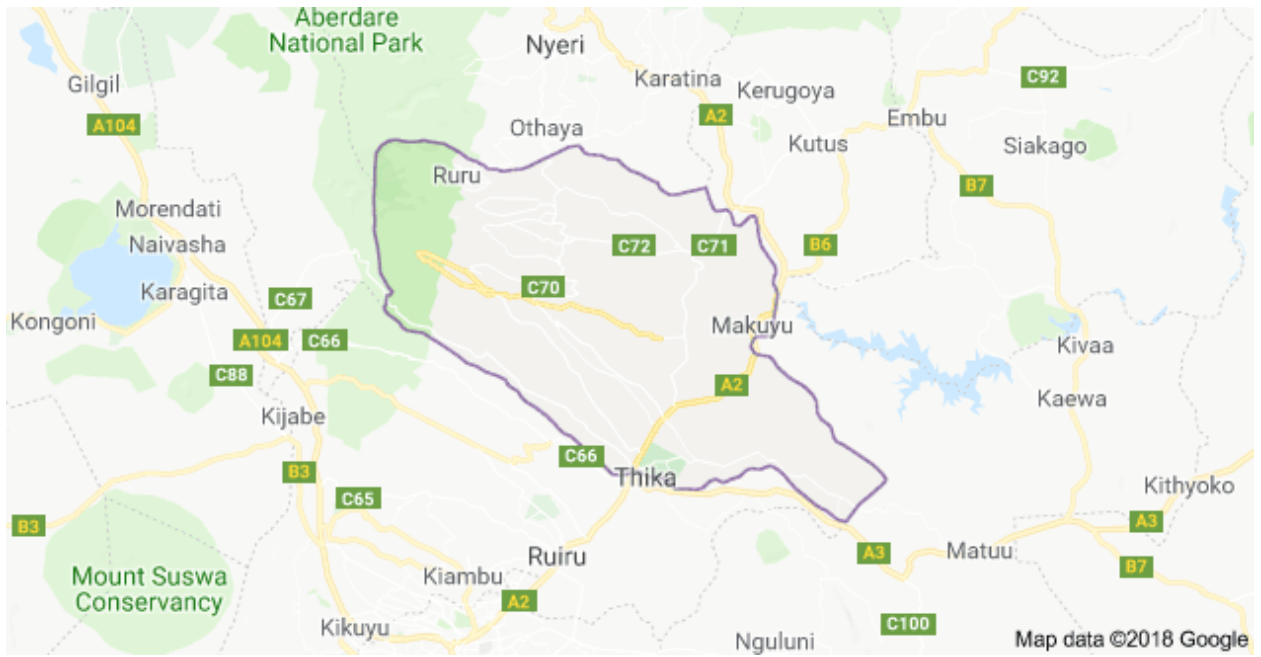 Aberdare
National Park
Nyeri
Gilgil
Karatina
C92
Kerugoya
A104
A2
Embu
Othaya
Kutus
Siakago
Ruru
B7
Morendati
Naivasha
C72
C71
B6
Karagita
C67
C70
Kongoni
Makuyu
A104
C66
Kivaa
C88
A2
Kaewa
Kijabe
C66
B3
Thika
Kithyoko
C65
B3
A3
Ruiru
A3
Matuu
B7
Mount Suswa
Conservancy
Kiambu
A2
Kikuyu
C100
Nguluni
Map data ©2018 Google